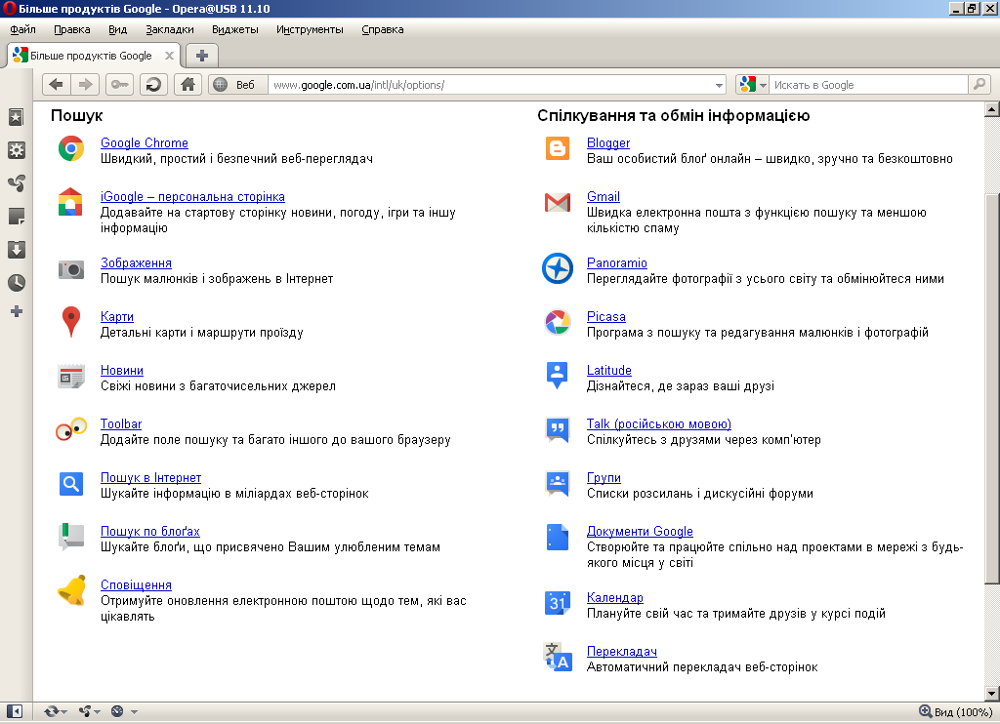 Більше продуктів Google - Opera@USB 11.10
Файл Правка Вид Закладки Виджеты Инструменты Справка
Більше продуктів Google
Веб www.google.com.ua/intl/uk/options/ Искать в Google
Пошук
Google Chrome
Швидкий, простий і безпечний веб-переглядач
iGoogle – персональна сторінка
Додавайте на стартову сторінку новини, погоду, ігри та іншу
інформацію
Зображення
Пошук малюнків і зображень в Інтернет
Карти
Детальні карти і маршрути проїзду
Новини
Свіжі новини з багаточисельних джерел
Toolbar
Додайте поле пошуку та багато іншого до вашого браузеру
Пошук в Інтернет
Шукайте інформацію в міліардах веб-сторінок
Пошук по блоґах
Шукайте блоґи, що присвячено Вашим улюбленим темам
Сповіщення
Отримуйте оновлення електронною поштою щодо тем, які вас
цікавлять
Спілкування та обмін інформацією
Blogger
Ваш особистий блоґ онлайн – швидко, зручно та безкоштовно
Gmail
Швидка електронна пошта з функцією пошуку та меншою
кількістю спаму
Panoramio
Переглядайте фотографії з усього світу та обмінюйтеся ними
Picasa
Програма з пошуку та редагування малюнків і фотографій
Latitude
Дізнайтеся, де зараз ваші друзі
Talk (російською мовою)
Спілкуйтесь з друзями через комп'ютер
Групи
Списки розсилань і дискусійні форуми
Документи Google
Створюйте та працюйте спільно над проектами в мережі з будь-
якого місця у світі
31
Календар
Плануйте свій час та тримайте друзів у курсі подій
文 A
Перекладач
Автоматичний перекладач веб-сторінок
Вид (100%)